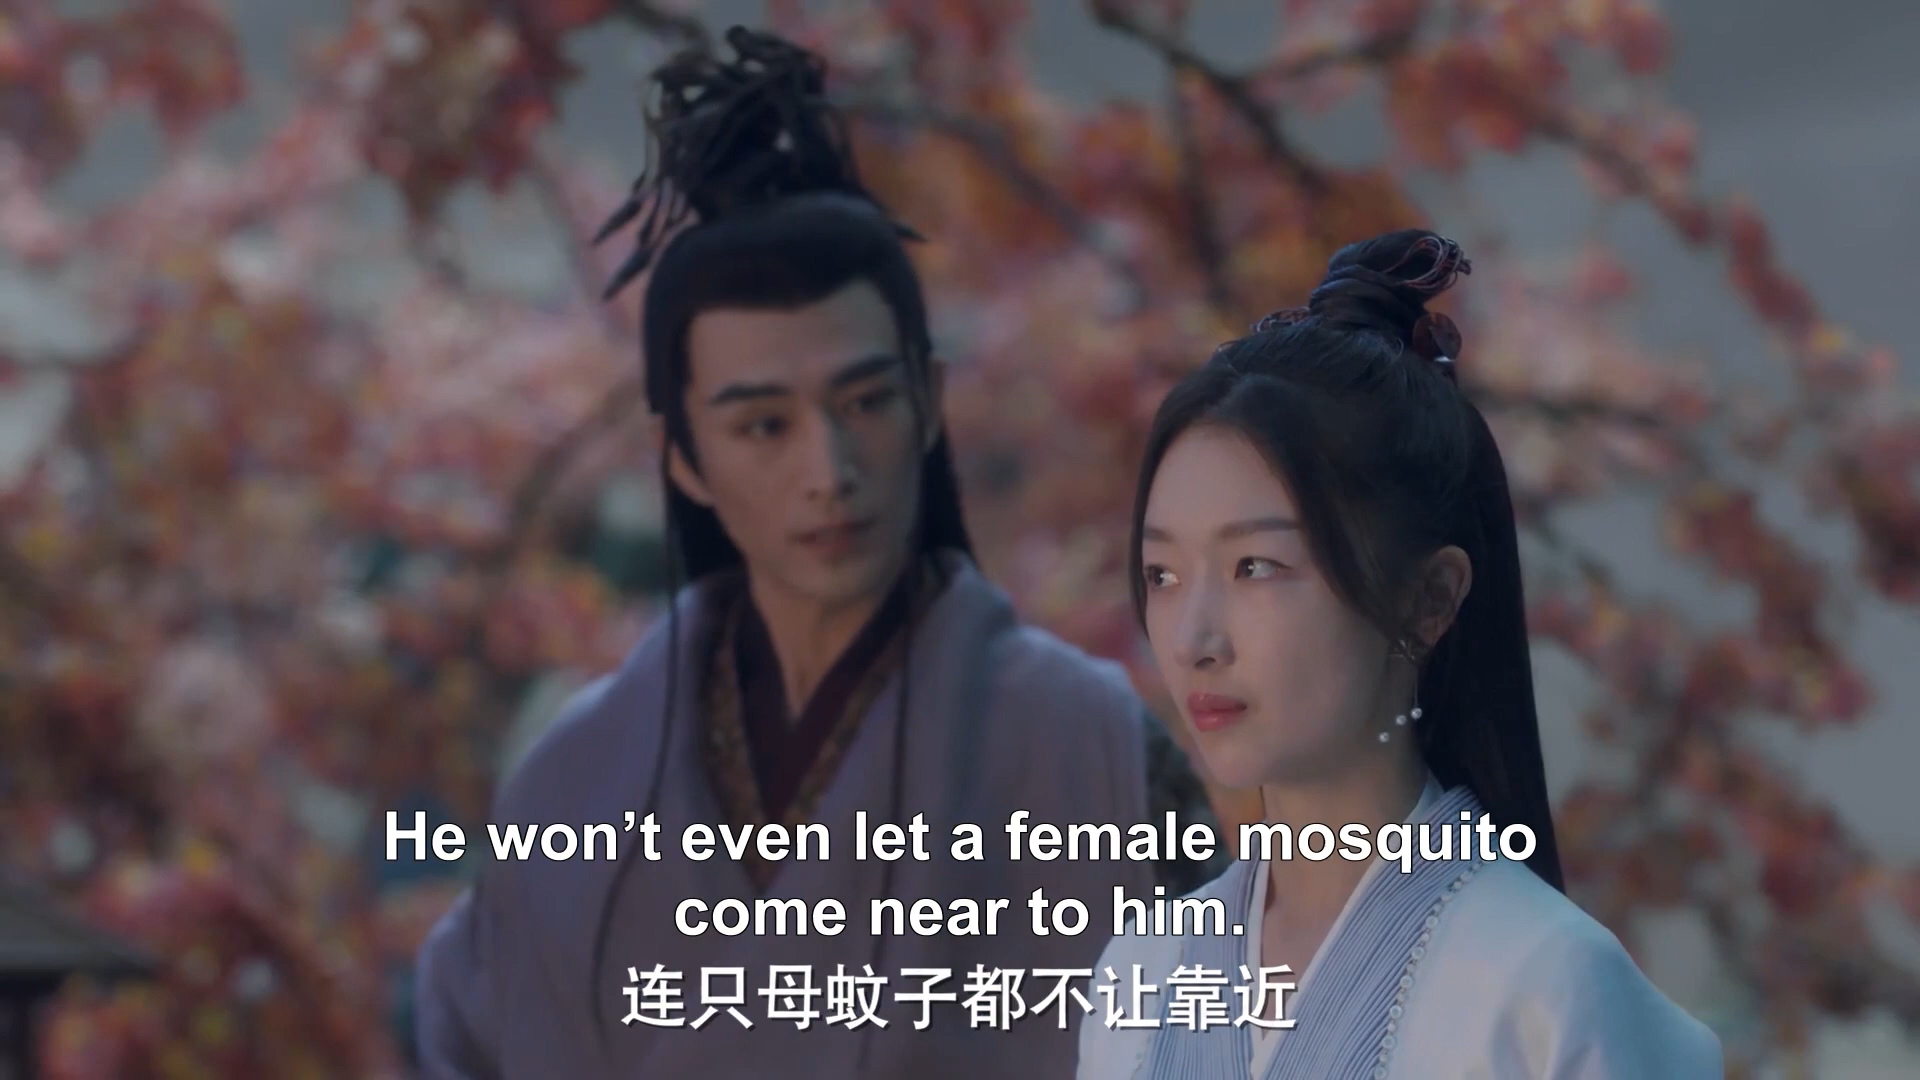 He won’t even let a female mosquito
come near to him.
连只母蚊子都不让靠近